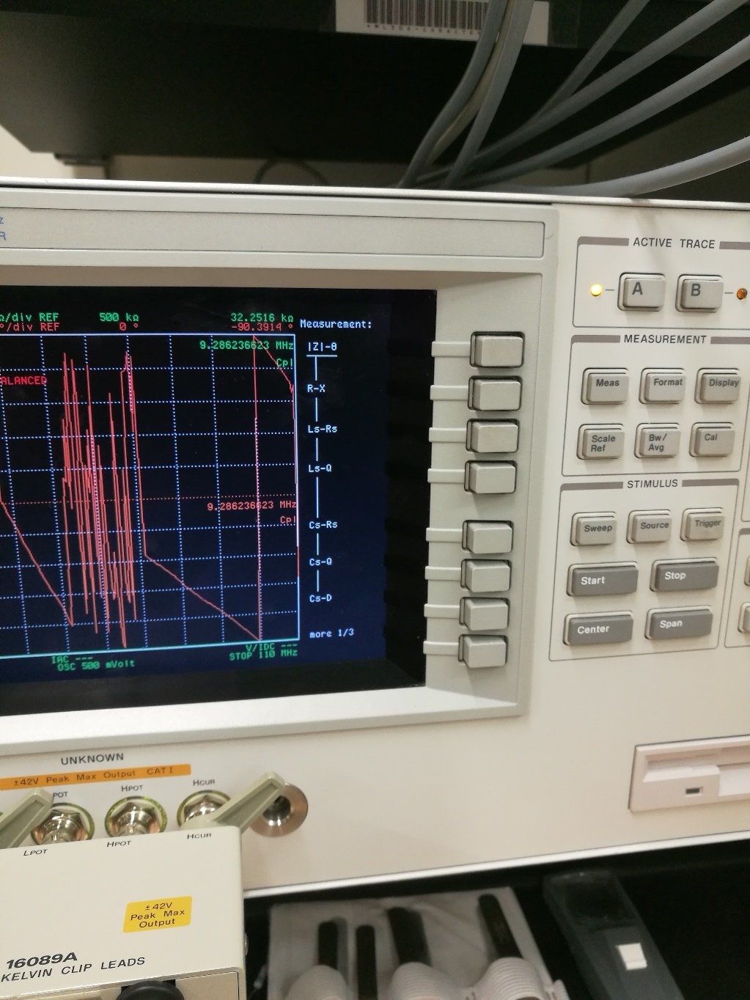 z
R
ACTIVE TRACE
A
B
Ω/div REF 500 kΩ 32.2516 kΩ
°/div REF 0 ° -90.3914 °
Measurement:
9.286236623 MHz
Cpl
|Z|-θ
MEASUREMENT
ALANCED
R-X
Meas
Format
Display
Ls-Rs
Scale
Ref
Bw/
Avg
Cal
Ls-Q
STIMULUS
9.286236623 MHz
Cpl
Cs-Rs
Sweep
Source
Trigger
Cs-Q
Start
Stop
Cs-D
more 1/3
Center
Span
IAC ---
V/IDC ---
OSC 500 mVolt
STOP 110 MHz
UNKNOWN
±42V Peak Max Output CAT I
POT
HPOT
HCUR
LPOT
HPOT
HCUR
±42V
Peak Max
Output
16089A
KELVIN CLIP LEADS